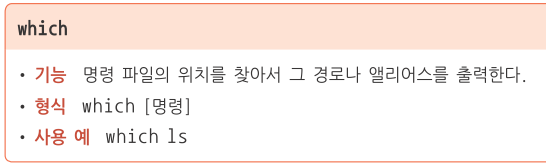 which
• 기능 명령 파일의 위치를 찾아서 그 경로나 앨리어스를 출력한다.
• 형식 which [명령]
• 사용 예 which ls